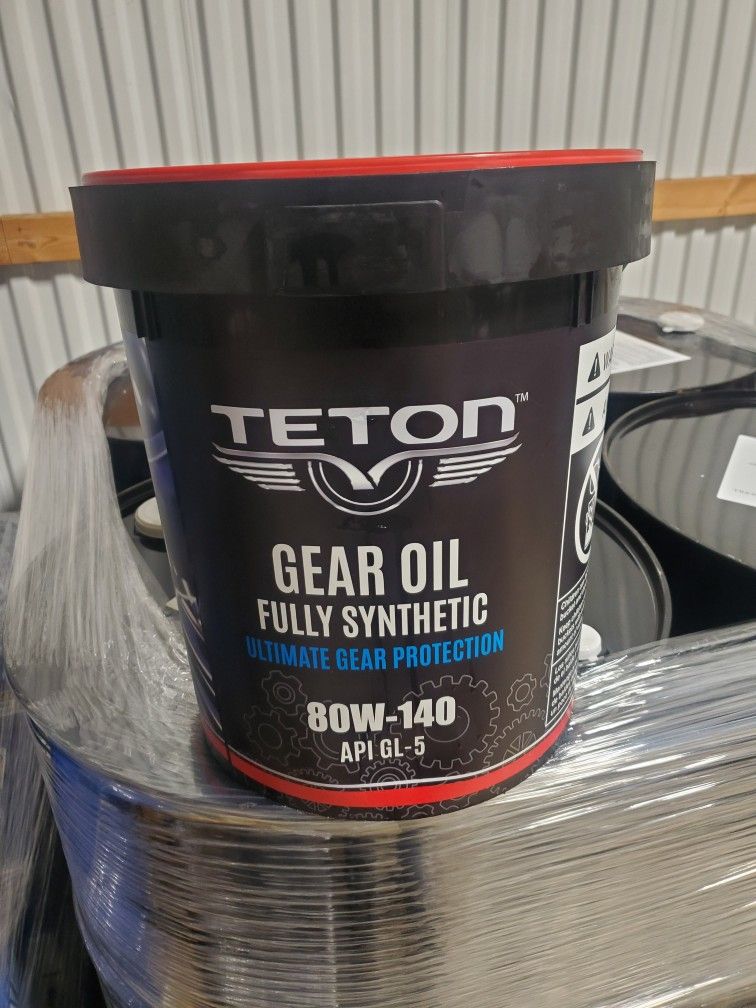 TETON™
GEAR OIL
FULLY SYNTHETIC
ULTIMATE GEAR PROTECTION
80W-140
API GL-5